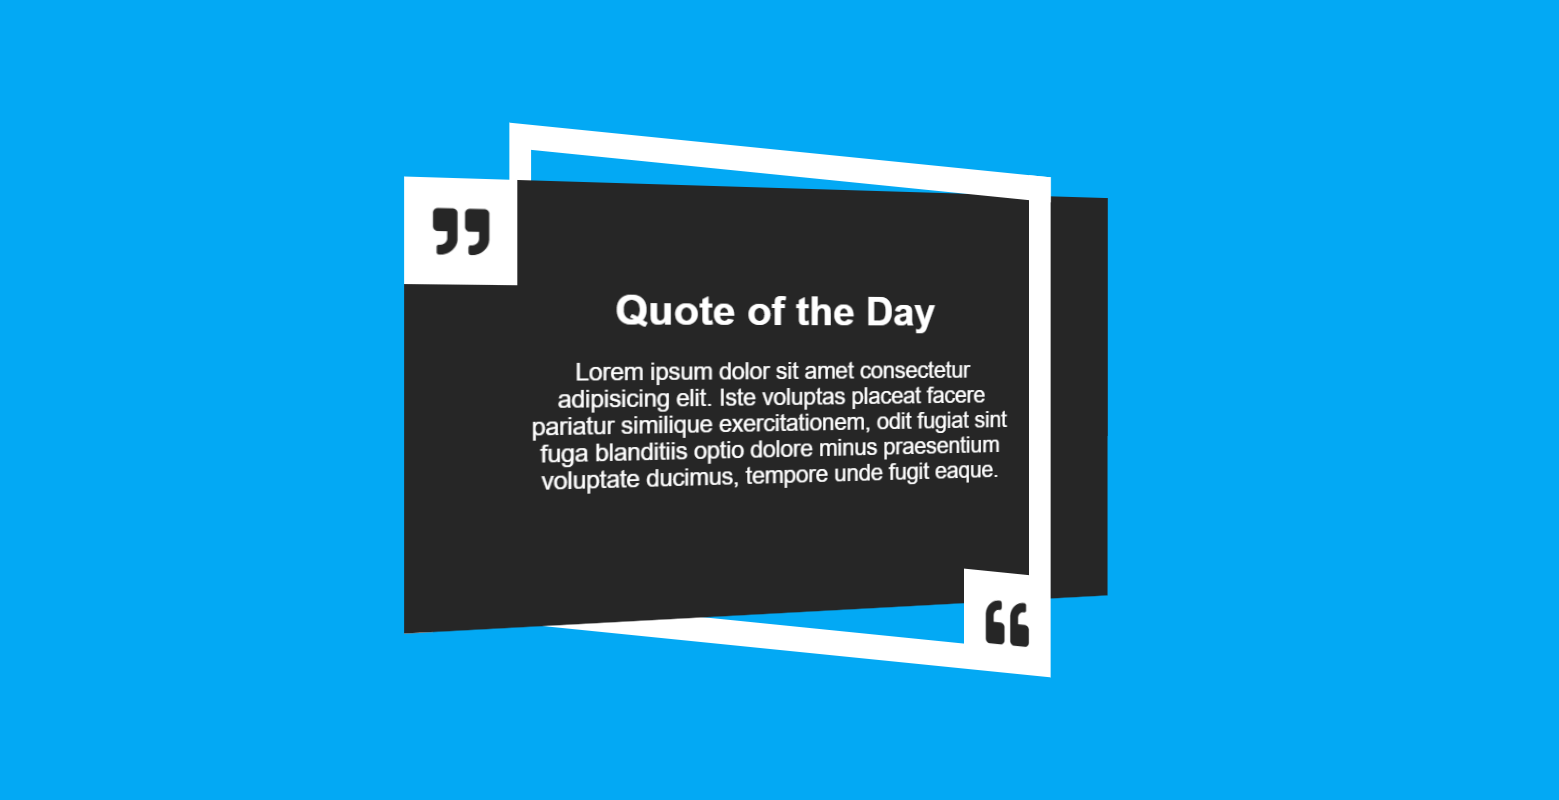 ”
Quote of the Day
Lorem ipsum dolor sit amet consectetur
adipisicing elit. Iste voluptas placeat facere
pariatur similique exercitationem, odit fugiat sint
fuga blanditiis optio dolore minus praesentium
voluptate ducimus, tempore unde fugit eaque.
“